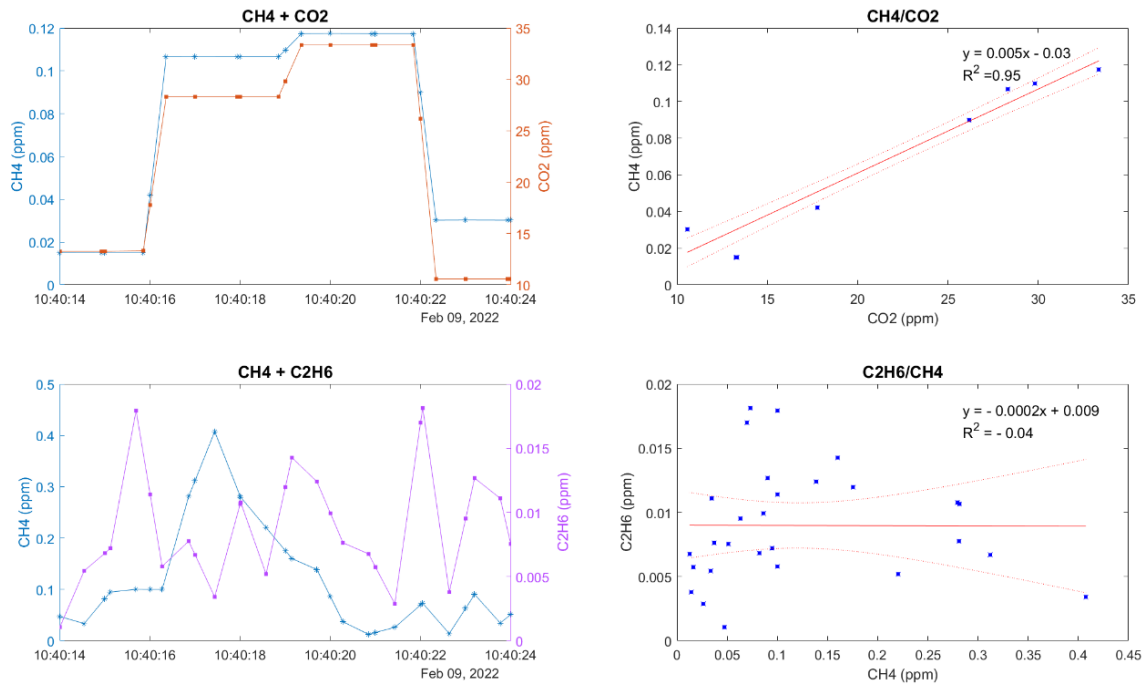 CH4 + CO2
0.12
0.1
0.08
0.06
0.04
0.02
0
CH4 (ppm)
35
30
25
20
15
10
CO2 (ppm)
10:40:14 10:40:16 10:40:18 10:40:20 10:40:22 10:40:24
Feb 09, 2022
CH4/CO2
0.14
0.12
0.1
0.08
0.06
0.04
0.02
0
CH4 (ppm)
y = 0.005x - 0.03
R2 =0.95
10 15 20 25 30 35
CO2 (ppm)
CH4 + C2H6
0.5
0.4
0.3
0.2
0.1
0
CH4 (ppm)
0.02
0.015
0.01
0.005
0
C2H6 (ppm)
10:40:14 10:40:16 10:40:18 10:40:20 10:40:22 10:40:24
Feb 09, 2022
C2H6/CH4
0.02
0.015
0.01
0.005
0
C2H6 (ppm)
y = - 0.0002x + 0.009
R2 = - 0.04
0 0.05 0.1 0.15 0.2 0.25 0.3 0.35 0.4 0.45
CH4 (ppm)